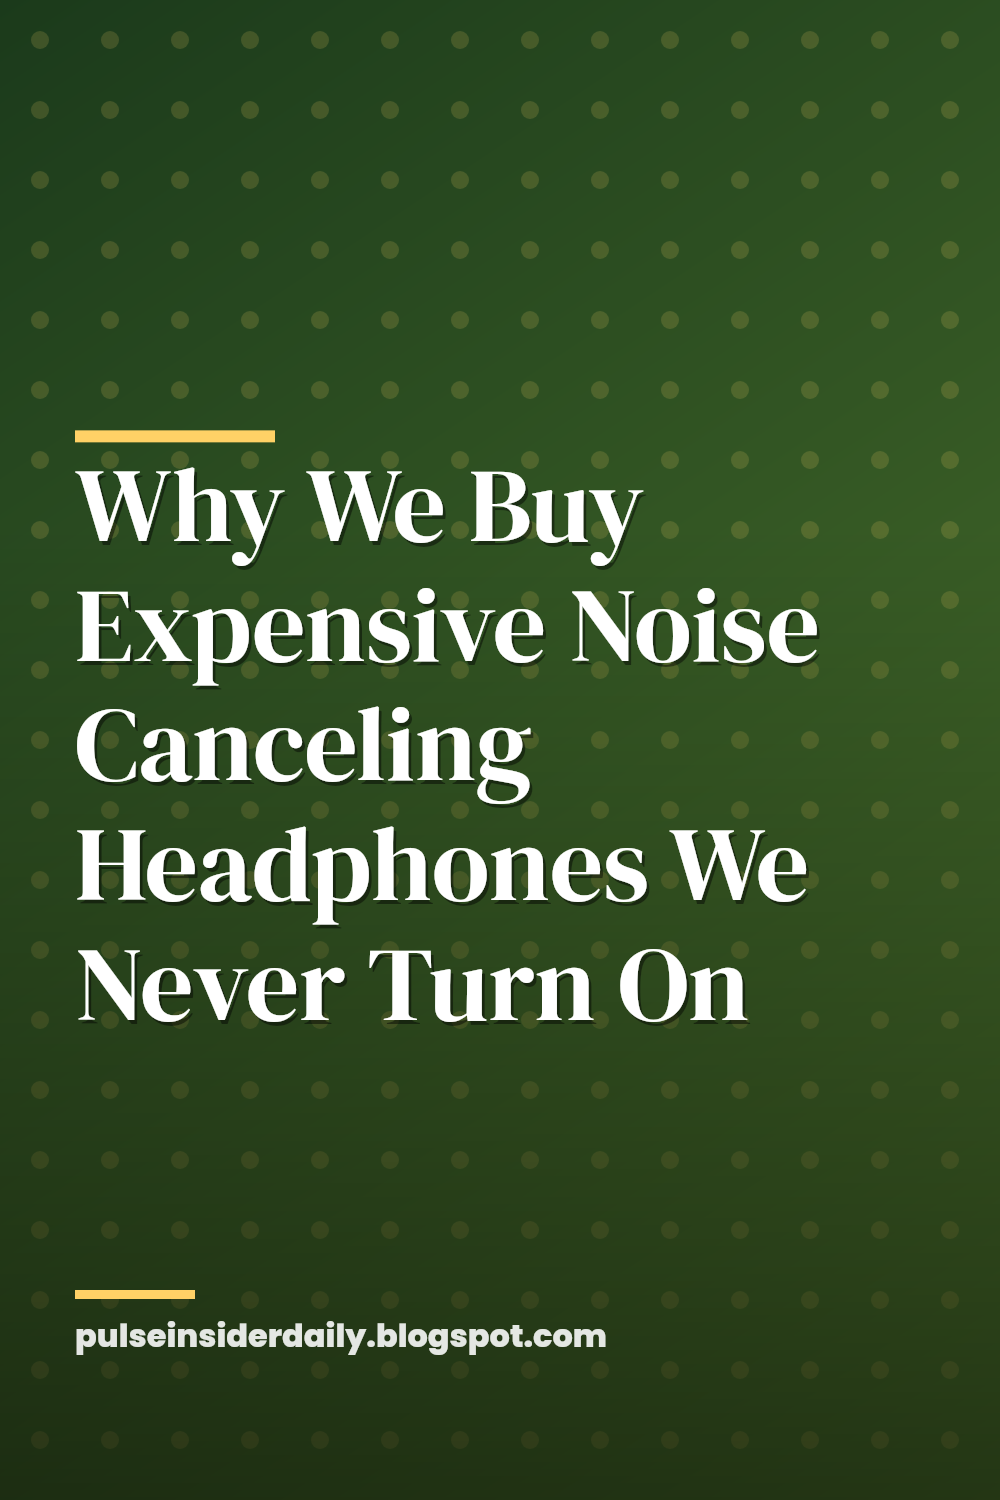 Why We Buy
Expensive Noise
Canceling
Headphones We
Never Turn On
pulseinsiderdaily.blogspot.com